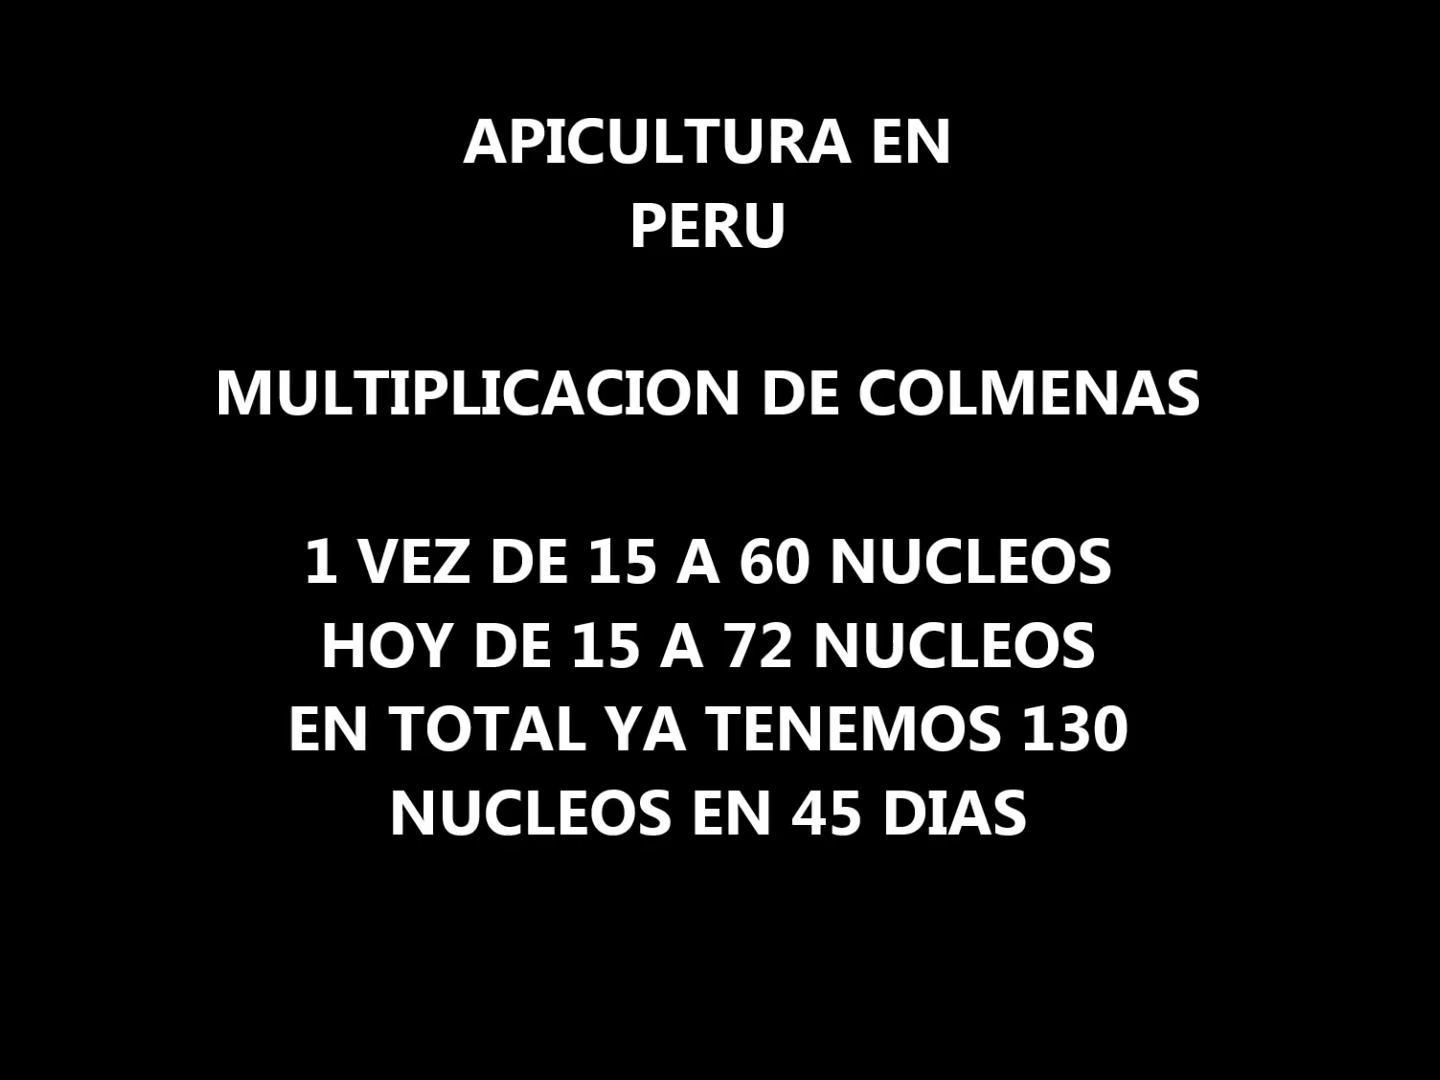 APICULTURA EN
PERU
MULTIPLICACION DE COLMENAS
1 VEZ DE 15 A 60 NUCLEOS
HOY DE 15 A 72 NUCLEOS
EN TOTAL YA TENEMOS 130
NUCLEOS EN 45 DIAS